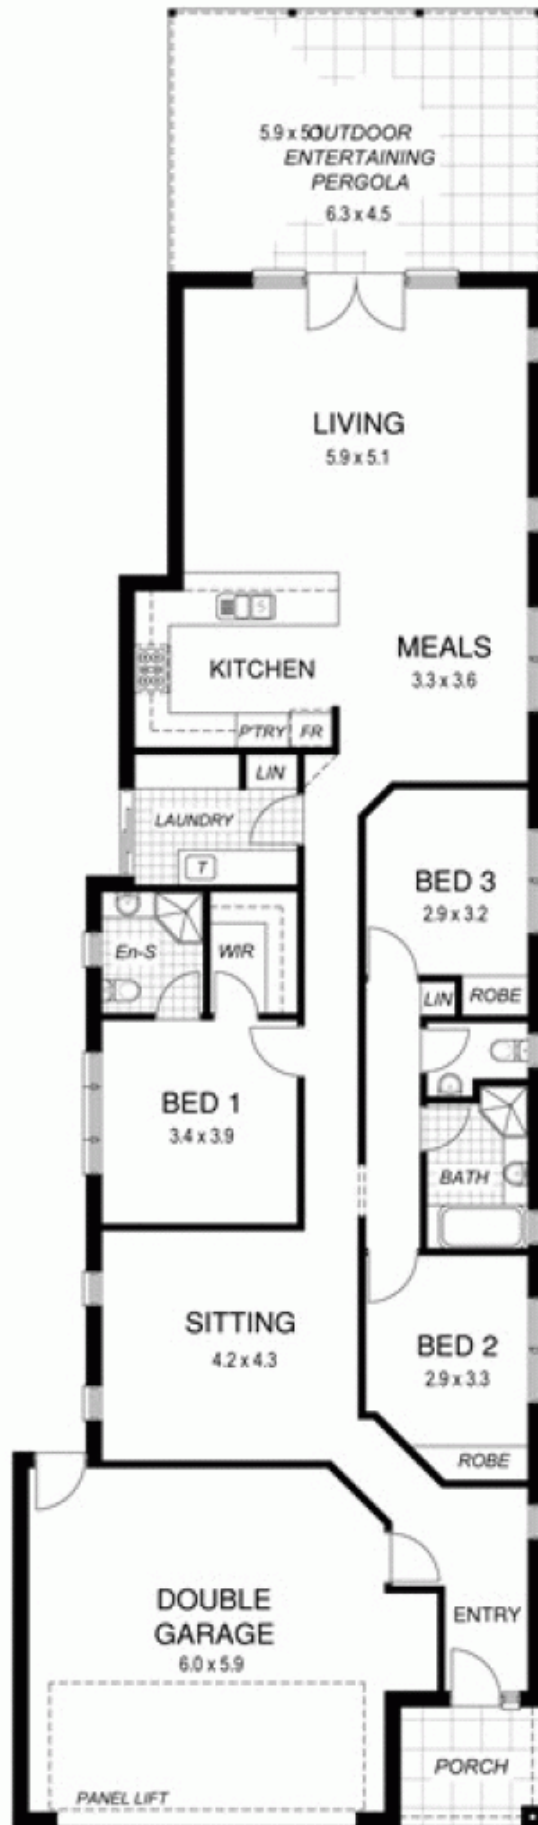 5.9 x 5.1
OUTDOOR
ENTERTAINING
PERGOLA
6.3 x 4.5
LIVING
5.9 x 5.1
S
MEALS
3.3 x 3.6
KITCHEN
P'TRY
FR
LIN
LAUNDRY
T
BED 3
2.9 x 3.2
En-S
WIR
LIN
ROBE
BED 1
3.4 x 3.9
BATH
SITTING
4.2 x 4.3
BED 2
2.9 x 3.3
ROBE
DOUBLE
GARAGE
6.0 x 5.9
ENTRY
PORCH
PANEL LIFT